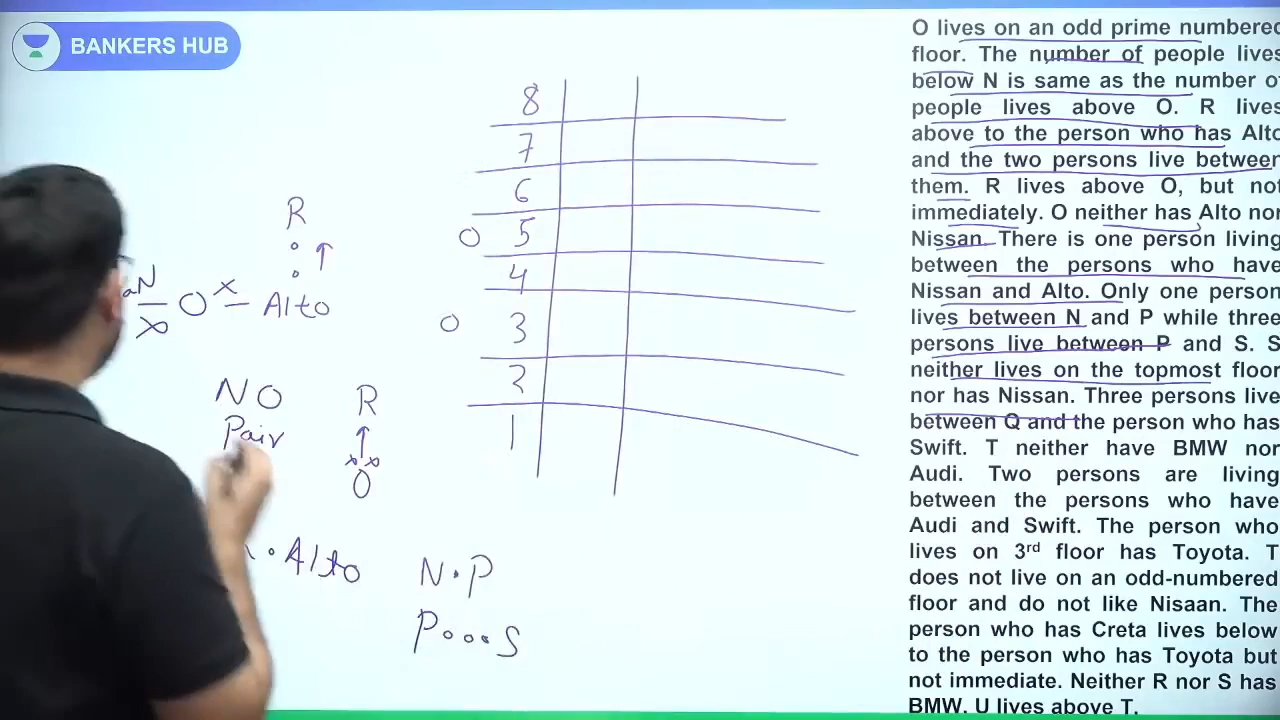 BANKERS HUB
O lives on an odd prime numbered
floor. The number of people lives
below N is same as the number of
people lives above O. R lives
above to the person who has Alto
and the two persons live between
them. R lives above O, but not
immediately. O neither has Alto nor
Nissan. There is one person living
between the persons who have
Nissan and Alto. Only one person
lives between N and P while three
persons live between P and S. S
neither lives on the topmost floor
nor has Nissan. Three persons live
between Q and the person who has
Swift. T neither have BMW nor
Audi. Two persons are living
between the persons who have
Audi and Swift. The person who
lives on 3rd floor has Toyota. T
does not live on an odd-numbered
floor and do not like Nisaan. The
person who has Creta lives below
to the person who has Toyota but
not immediate. Neither R nor S has
BMW. U lives above T.
8
7
6
O 5
4
O 3
2
1
R
O x Alto
N O
Pair
R
x x
O
Alto
N . P
P o o o S